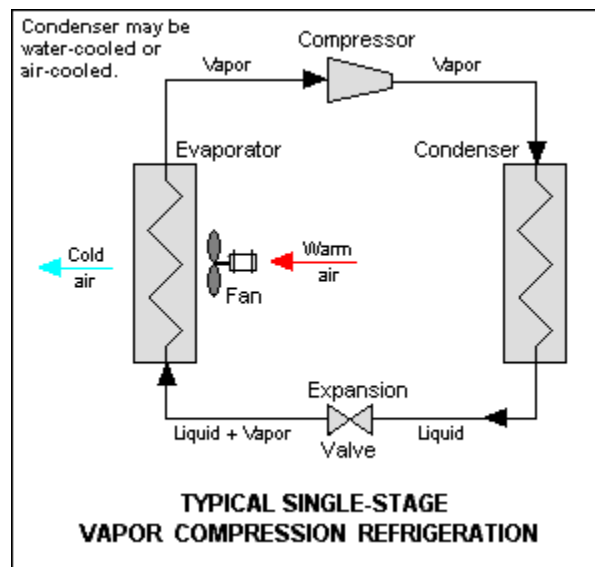 Condenser may be
water-cooled or
air-cooled.
Compressor
Vapor
Vapor
Evaporator
Condenser
Cold
air
Warm
air
Fan
Expansion
Valve
Liquid + Vapor
Liquid
TYPICAL SINGLE-STAGE
VAPOR COMPRESSION REFRIGERATION